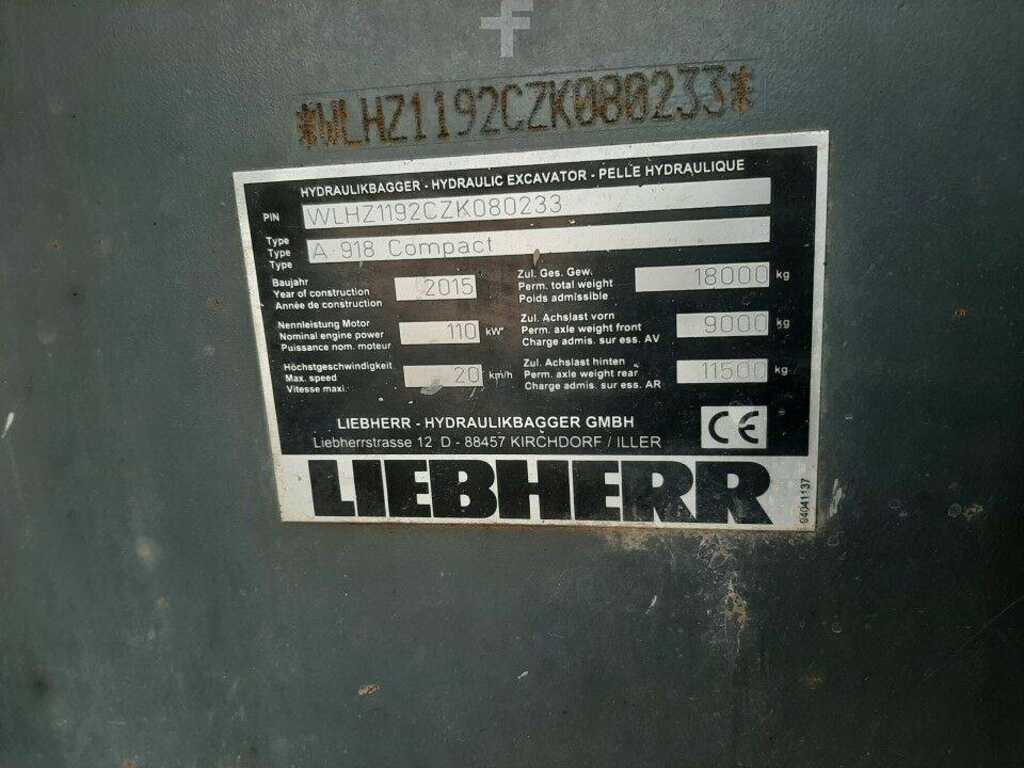 *WLHZ1192CZK080233*
HYDRAULIKBAGGER - HYDRAULIC EXCAVATOR - PELLE HYDRAULIQUE
PIN WLHZ1192CZK080233
Type
Type A 918 Compact
Type
Baujahr
Year of construction 2015
Année de construction
Zul. Ges. Gew.
Perm. total weight 18000 kg
Poids admissible
Nennleistung Motor
Nominal engine power 110 kW
Puissance nom. moteur
Zul. Achslast vorn
Perm. axle weight front 9000 kg
Charge admis. sur ess. AV
Höchstgeschwindigkeit
Max. speed 20 km/h
Vitesse maxi.
Zul. Achslast hinten
Perm. axle weight rear 11500 kg
Charge admis. sur ess. AR
LIEBHERR - HYDRAULIKBAGGER GMBH
Liebherrstrasse 12 D - 88457 KIRCHDORF / ILLER
CE
LIEBHERR
94041137